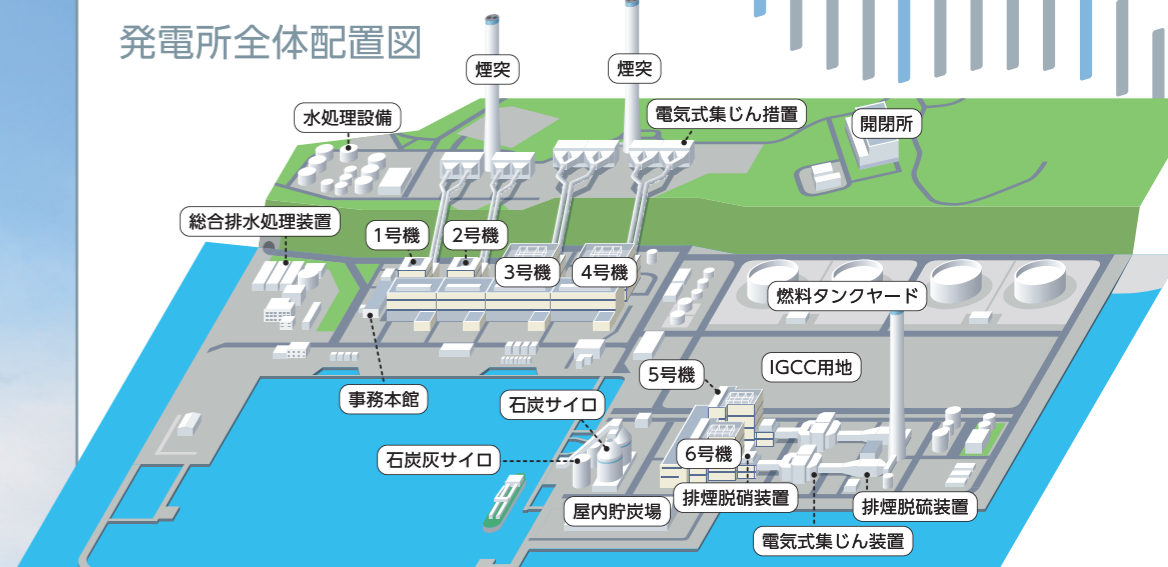 発電所全体配置図
煙突
煙突
水処理設備
電気式集じん措置
開閉所
総合排水処理装置
1号機
2号機
3号機
4号機
燃料タンクヤード
5号機
IGCC用地
事務本館
石炭サイロ
石炭灰サイロ
6号機
屋内貯炭場
排煙脱硝装置
排煙脱硫装置
電気式集じん装置